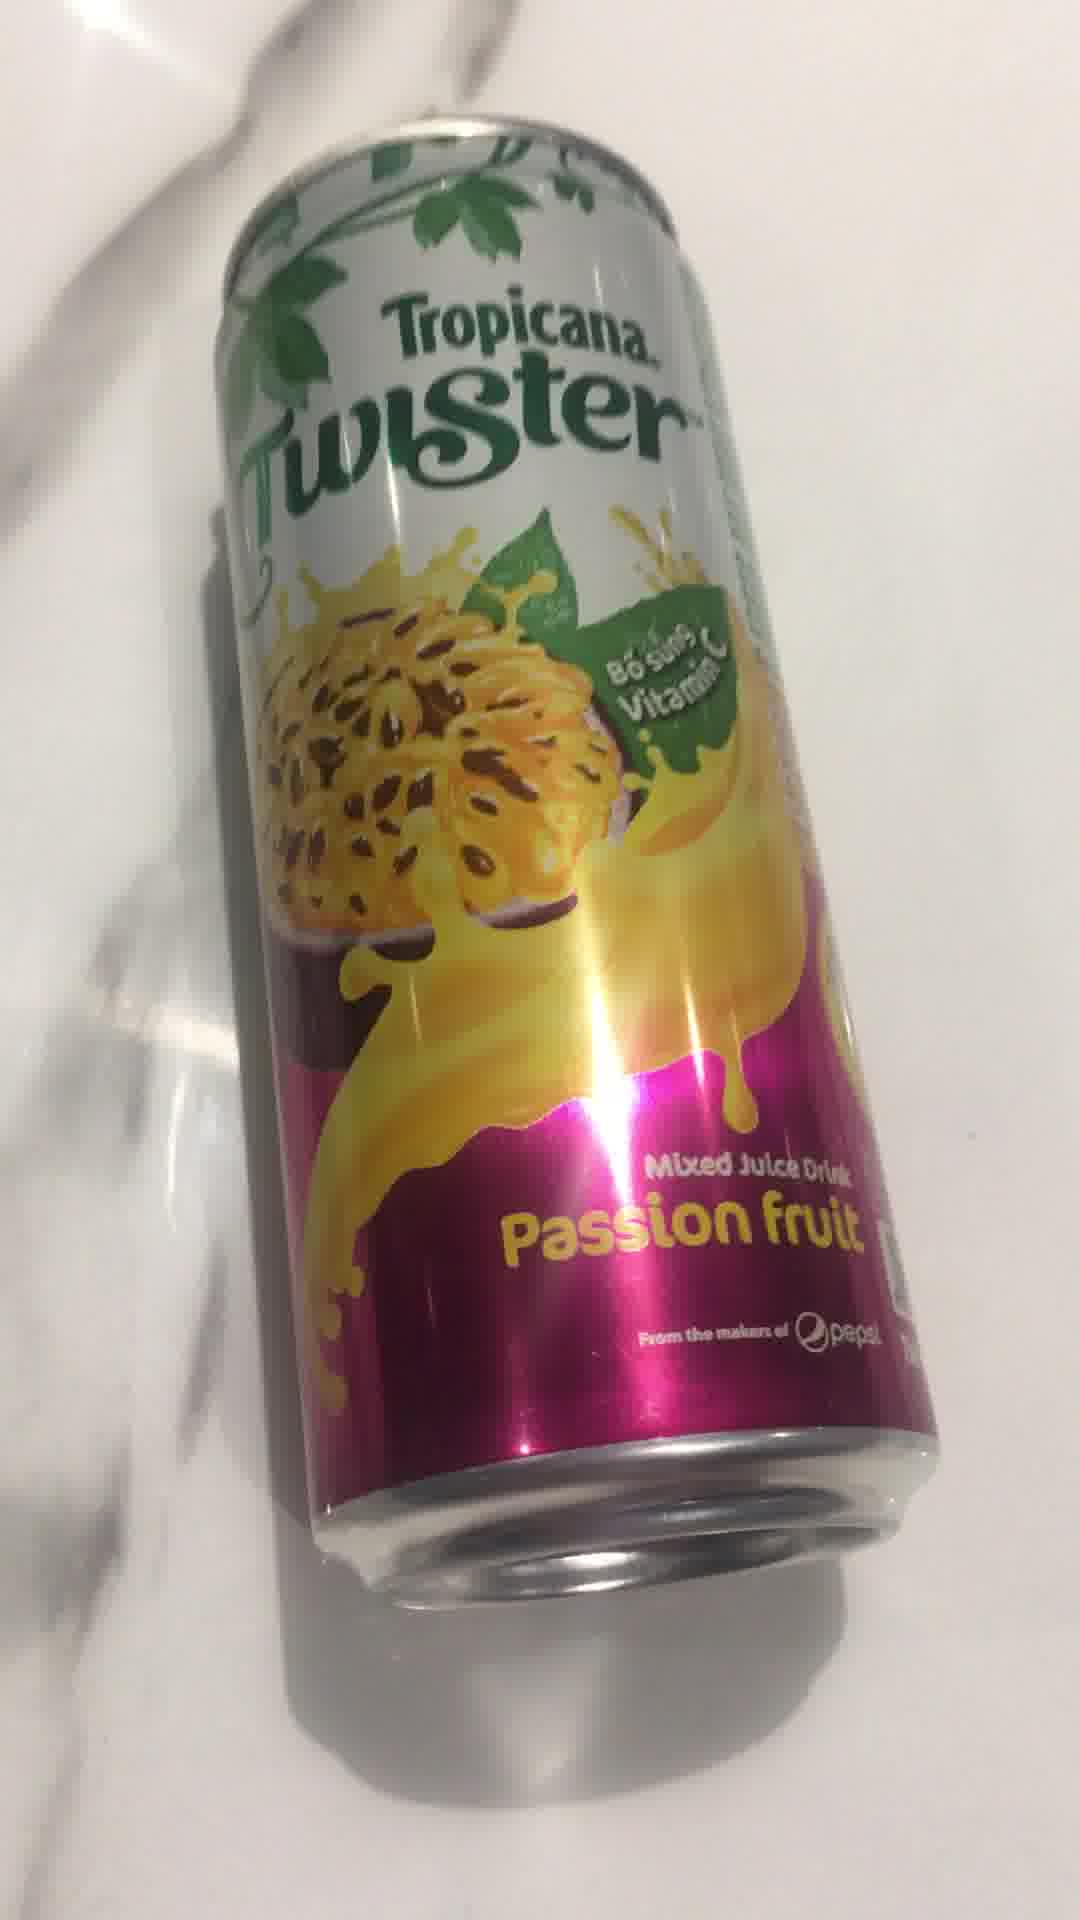 Tropicana
Twister
Bổ sung
Vitamin C
Mixed Juice Drink
Passion fruit
From the makers of pepsi